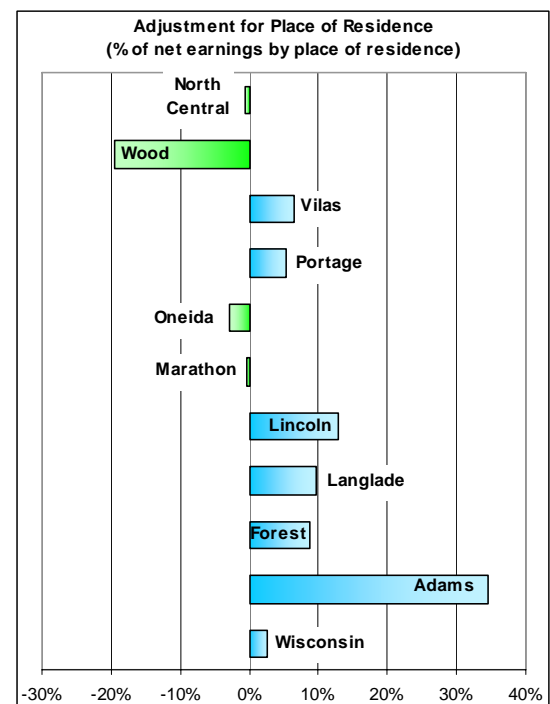 Adjustment for Place of Residence
(% of net earnings by place of residence)
North
Central
Wood
Vilas
Portage
Oneida
Marathon
Lincoln
Langlade
Forest
Adams
Wisconsin
-30% -20% -10% 0% 10% 20% 30% 40%